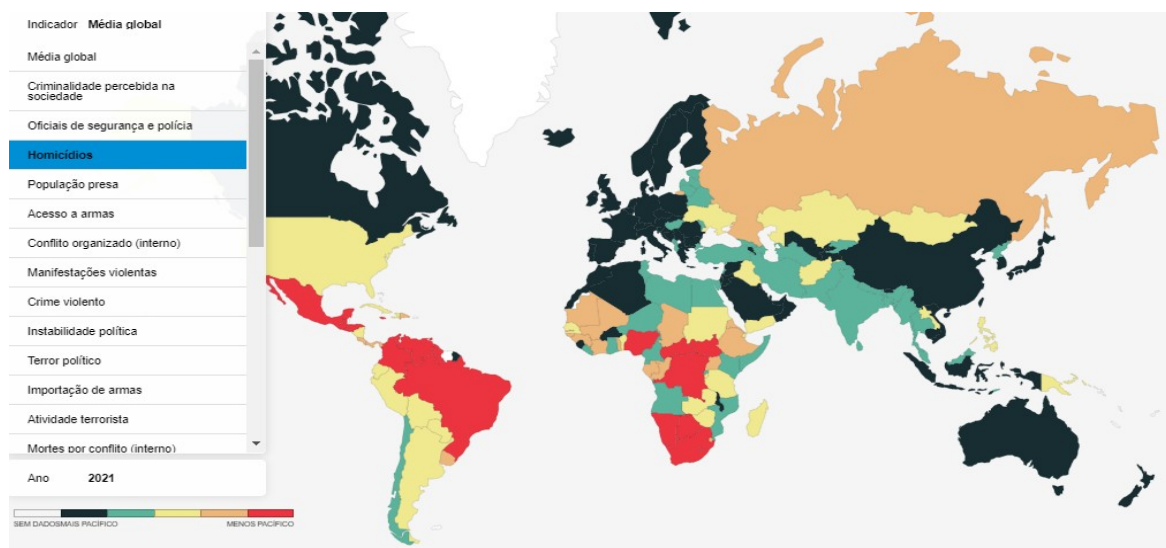 Indicador Média global
Média global
Criminalidade percebida na
sociedade
Oficiais de segurança e polícia
Homicídios
População presa
Acesso a armas
Conflito organizado (interno)
Manifestações violentas
Crime violento
Instabilidade política
Terror político
Importação de armas
Atividade terrorista
Mortes por conflito (interno)
Ano 2021
SEM DADOS MAIS PACÍFICO MENOS PACÍFICO